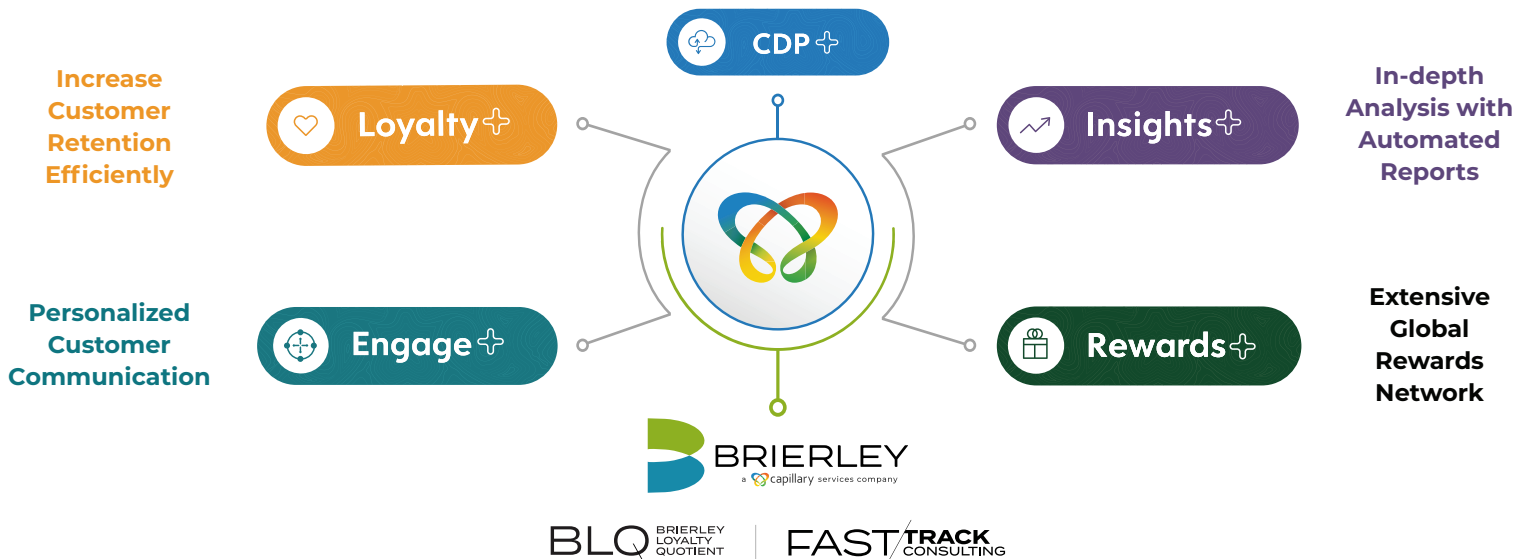 CDP+
Increase
Customer
Retention
Efficiently
Loyalty+
Insights+
In-depth
Analysis with
Automated
Reports
Personalized
Customer
Communication
Engage+
Rewards+
Extensive
Global
Rewards
Network
BRIERLEY
a capillary services company
BLQ
BRIERLEY
LOYALTY
QUOTIENT
FAST/TRACK
CONSULTING